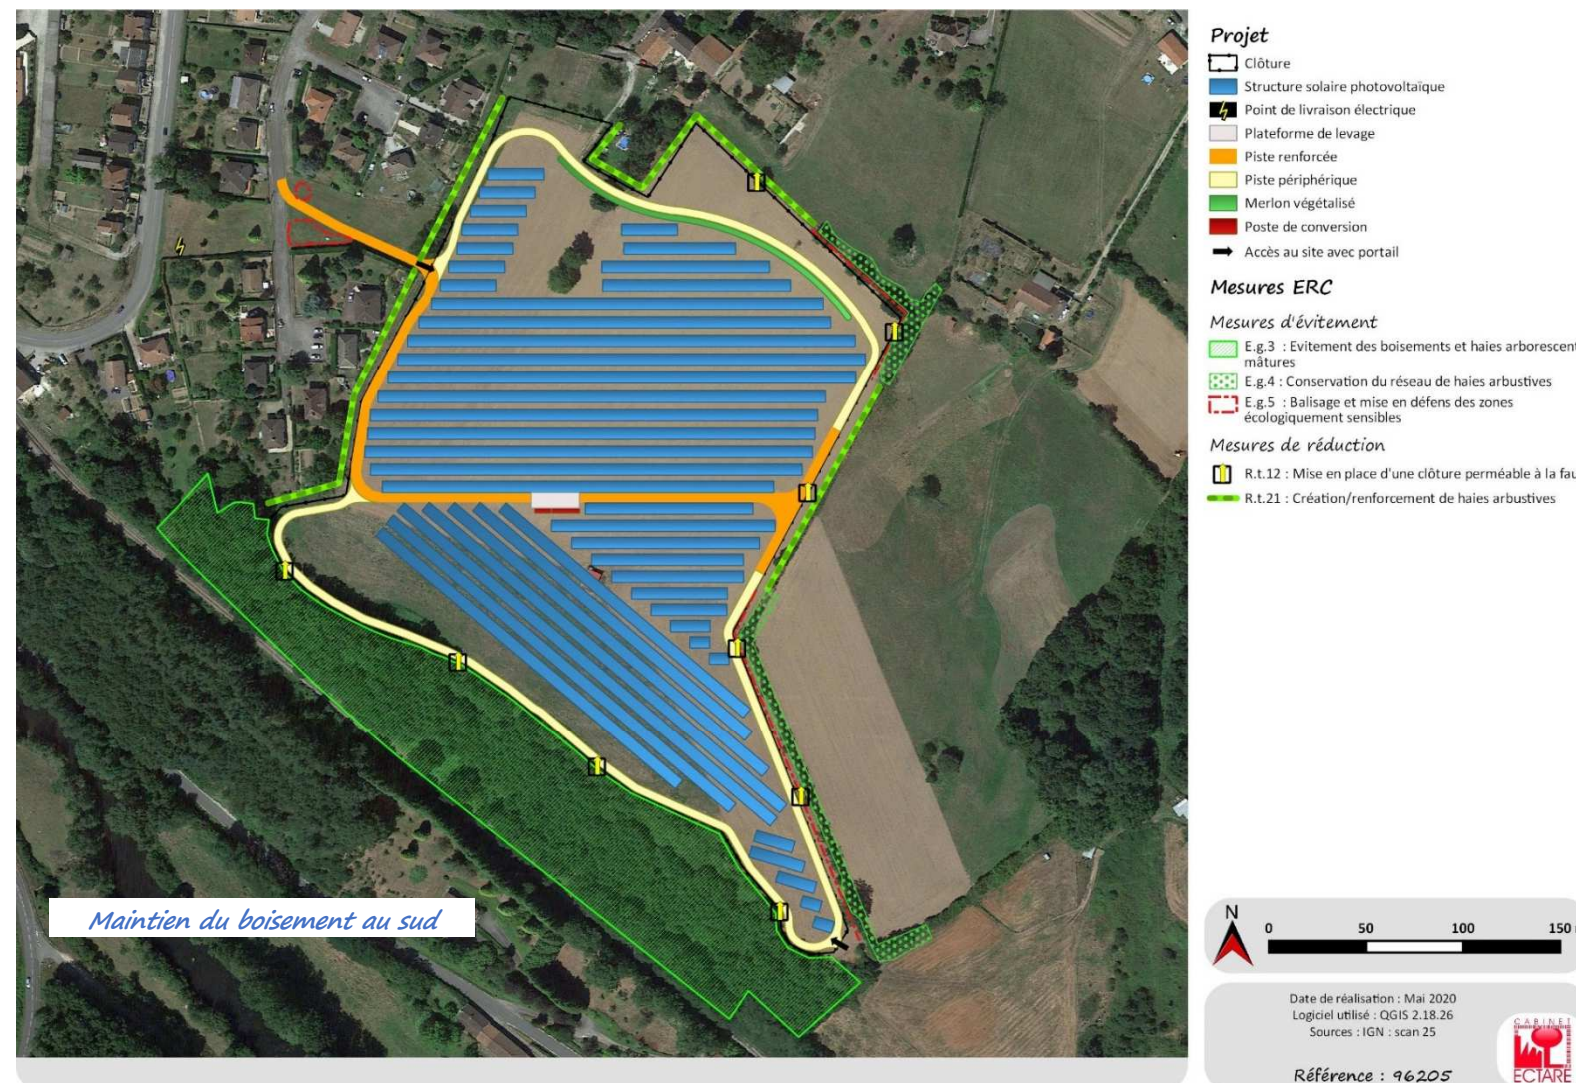 Projet
Clôture
Structure solaire photovoltaïque
Point de livraison électrique
Plateforme de levage
Piste renforcée
Piste périphérique
Merlon végétalisé
Poste de conversion
Accès au site avec portail
Mesures ERC
Mesures d'évitement
E.g.3 : Evitement des boisements et haies arborescent
mâtures
E.g.4 : Conservation du réseau de haies arbustives
E.g.5 : Balisage et mise en défens des zones
écologiquement sensibles
Mesures de réduction
R.t.12 : Mise en place d'une clôture perméable à la fau
R.t.21 : Création/renforcement de haies arbustives
Maintien du boisement au sud
N
0 50 100 150
Date de réalisation : Mai 2020
Logiciel utilisé : QGIS 2.18.26
Sources : IGN : scan 25
Référence : 96205
CABINET
ECTARE